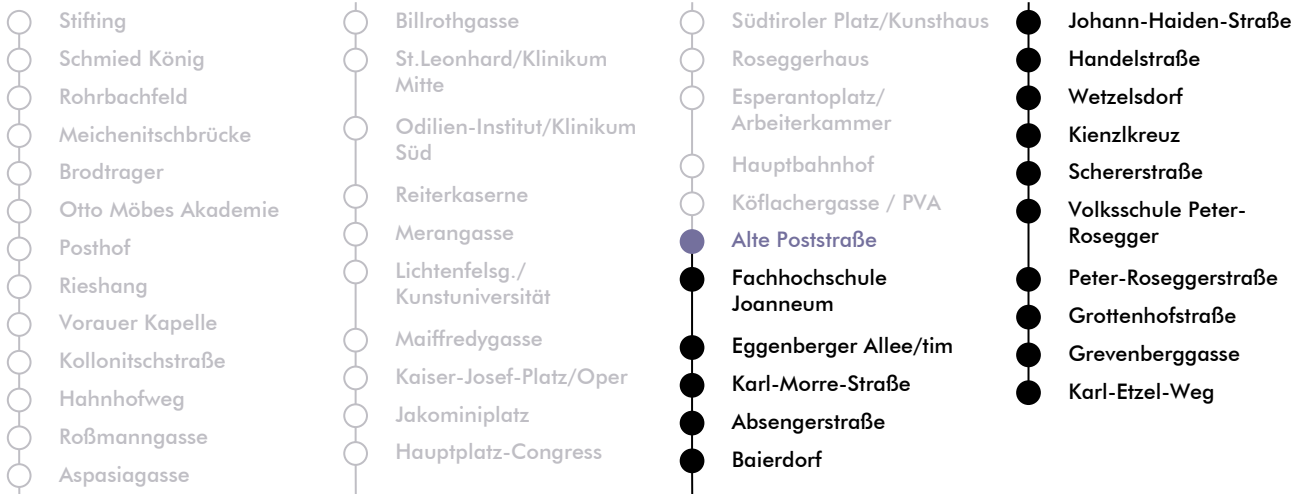 Stifting
Schmied König
Rohrbachfeld
Meichenitschbrücke
Brodtrager
Otto Möbes Akademie
Posthof
Rieshang
Vorauer Kapelle
Kollonitschstraße
Hahnhofweg
Roßmanngasse
Aspasiagasse
Billrothgasse
St.Leonhard/Klinikum
Mitte
Odilien-Institut/Klinikum
Süd
Reiterkaserne
Merangasse
Lichtenfelsg./
Kunstuniversität
Maiffredygasse
Kaiser-Josef-Platz/Oper
Jakominiplatz
Hauptplatz-Congress
Südtiroler Platz/Kunsthaus
Roseggerhaus
Esperantoplatz/
Arbeiterkammer
Hauptbahnhof
Köflachergasse / PVA
Alte Poststraße
Fachhochschule
Joanneum
Eggenberger Allee/tim
Karl-Morre-Straße
Absengerstraße
Baierdorf
Johann-Haiden-Straße
Handelstraße
Wetzelsdorf
Kienzlkreuz
Schererstraße
Volksschule Peter-
Rosegger
Peter-Roseggerstraße
Grottenhofstraße
Grevenberggasse
Karl-Etzel-Weg